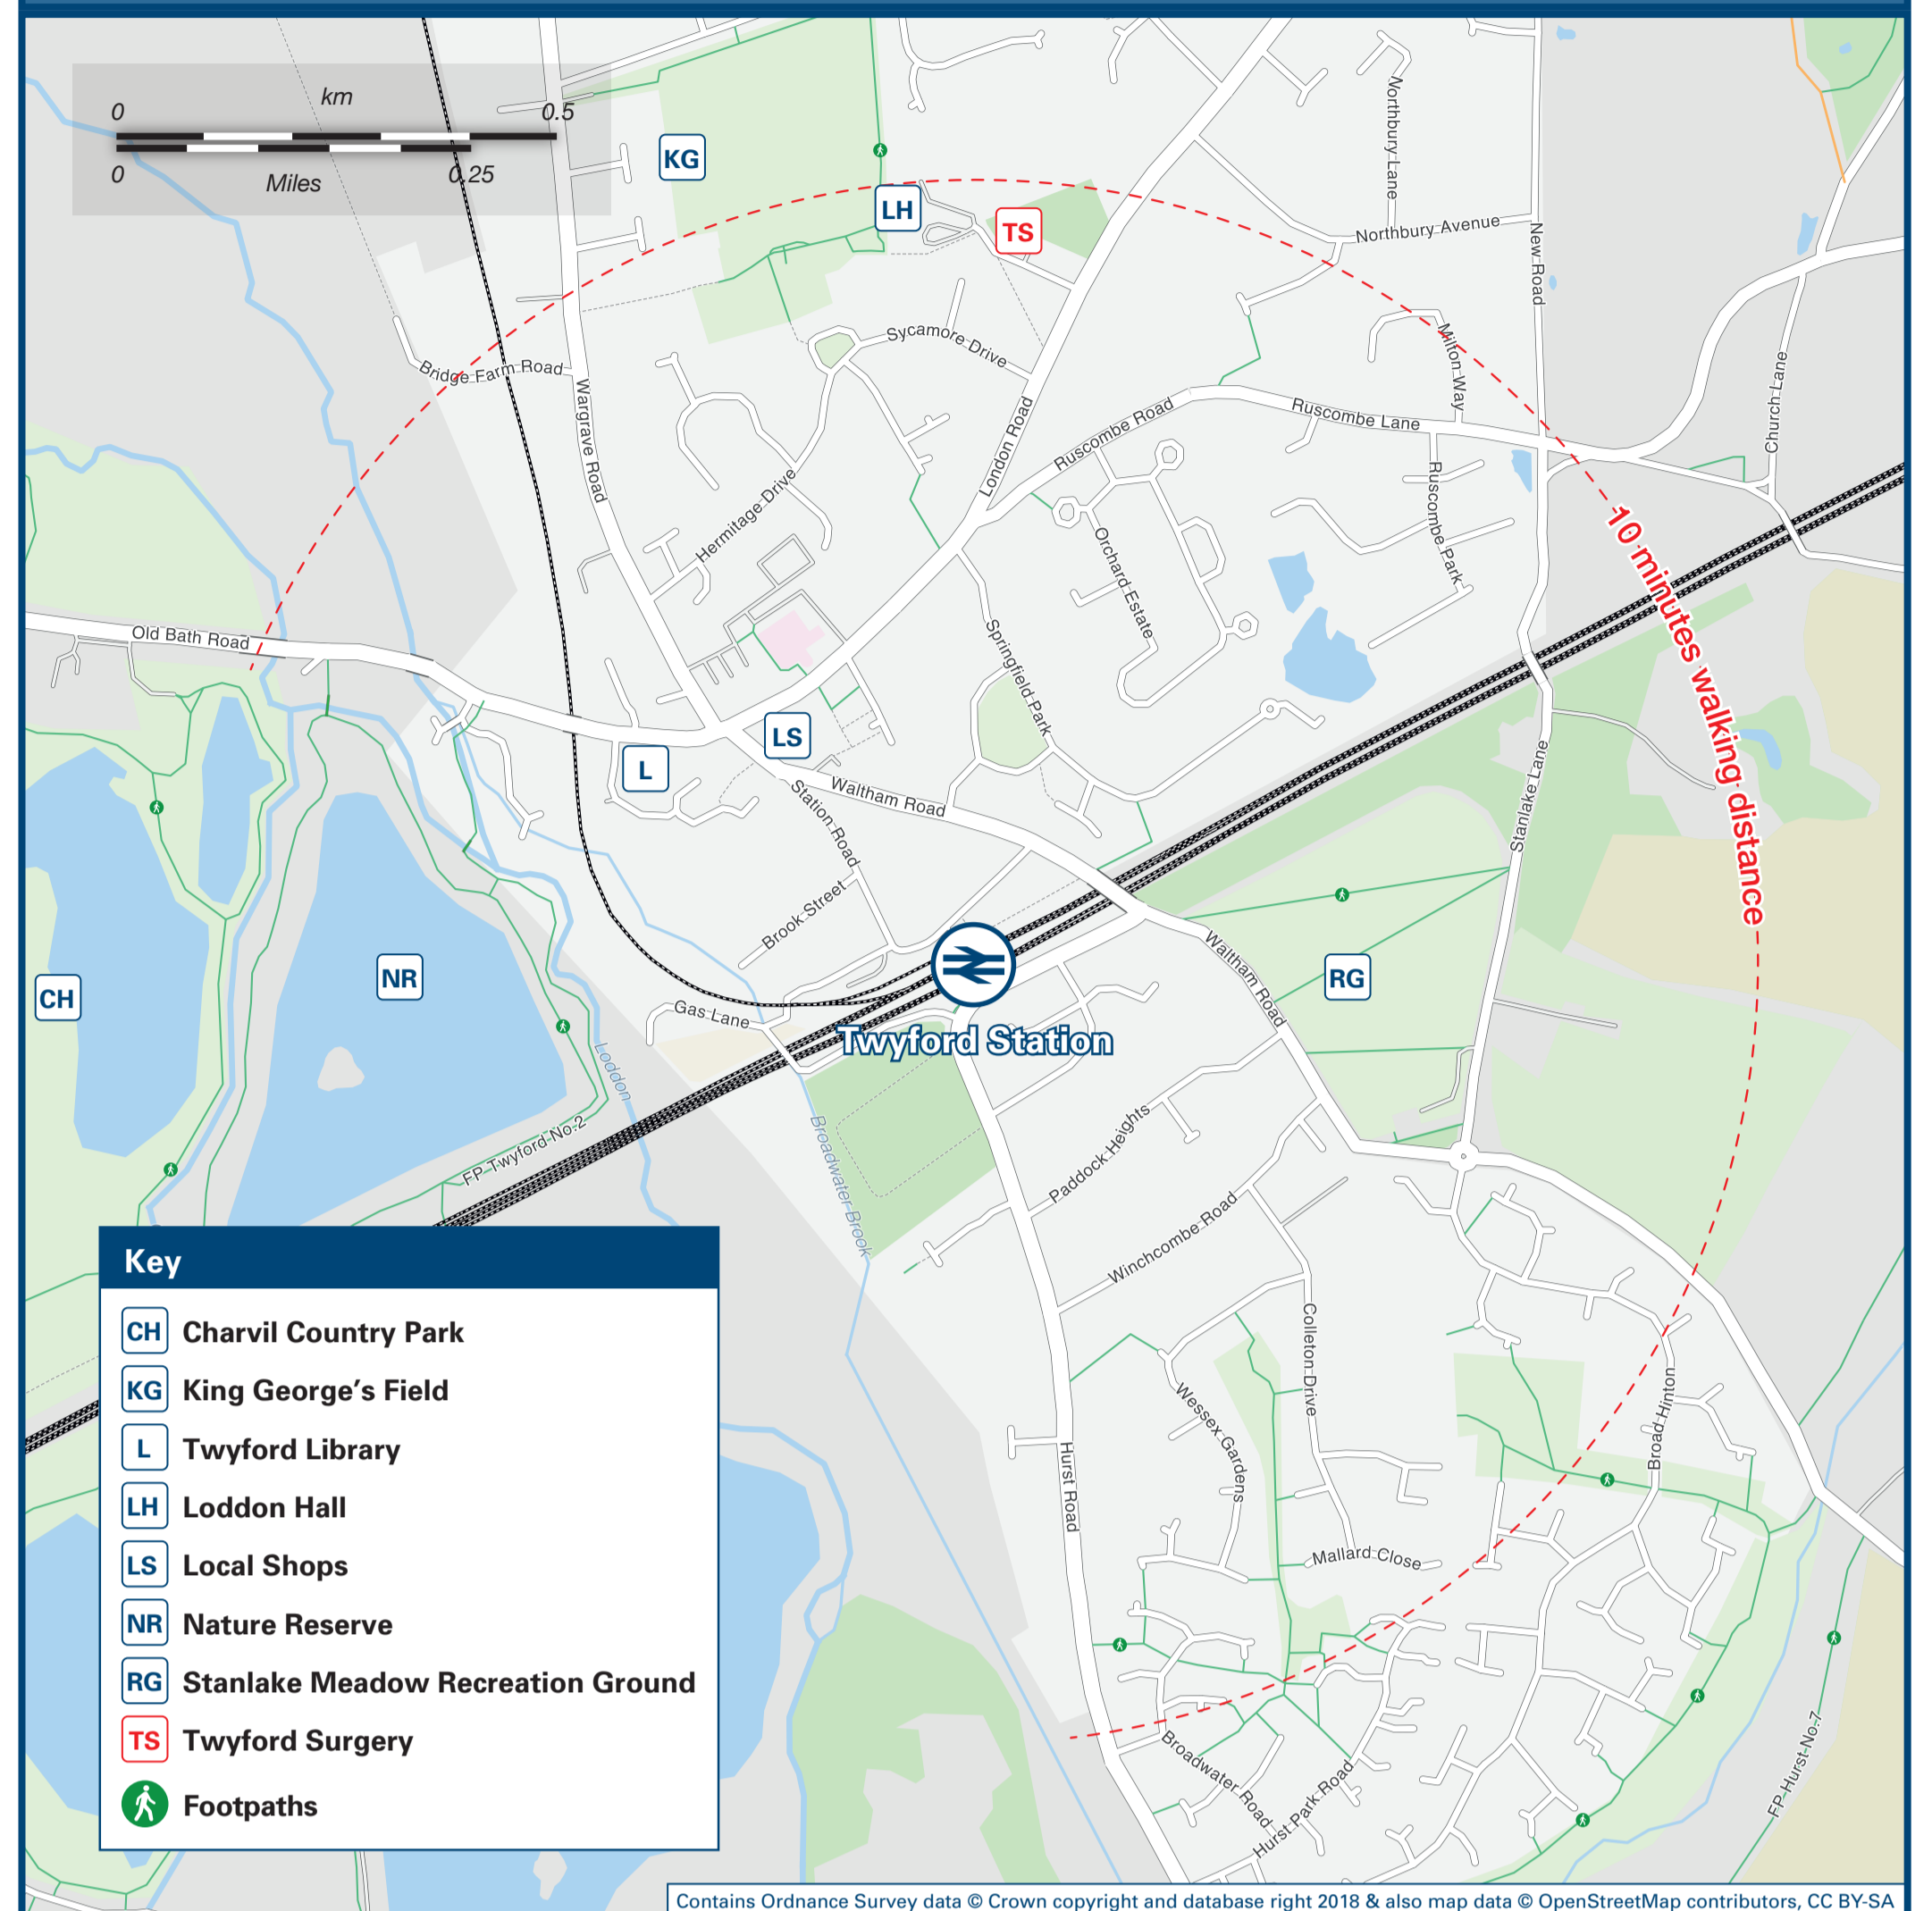 km
0
0.5
0
Miles
0.25
KG
LH
TS
Northbury Lane
Northbury Avenue
New Road
Sycamore Drive
Milton Way
Bridge Farm Road
Wargrave Road
London Road
Ruscombe Road
Ruscombe Lane
Church Lane
Hermitage Drive
Orchard Estate
Ruscombe Park
10 minutes walking distance
Old Bath Road
Springfield Park
LS
L
Waltham Road
Station Road
Stanlake Lane
Brook Street
Waltham Road
CH
NR
RG
Gas Lane
Twyford Station
Loddon
FP Twyford No.2
Broadwater Brook
Paddock Heights
Winchcombe Road
Colleton Drive
Wessex Gardens
Broad Hinton
Hurst Road
Mallard Close
Broadwater Road
Hurst Park Road
FP Hurst No.7
Key
CH Charvil Country Park
KG King George's Field
L Twyford Library
LH Loddon Hall
LS Local Shops
NR Nature Reserve
RG Stanlake Meadow Recreation Ground
TS Twyford Surgery
Footpaths
Contains Ordnance Survey data © Crown copyright and database right 2018 & also map data © OpenStreetMap contributors, CC BY-SA